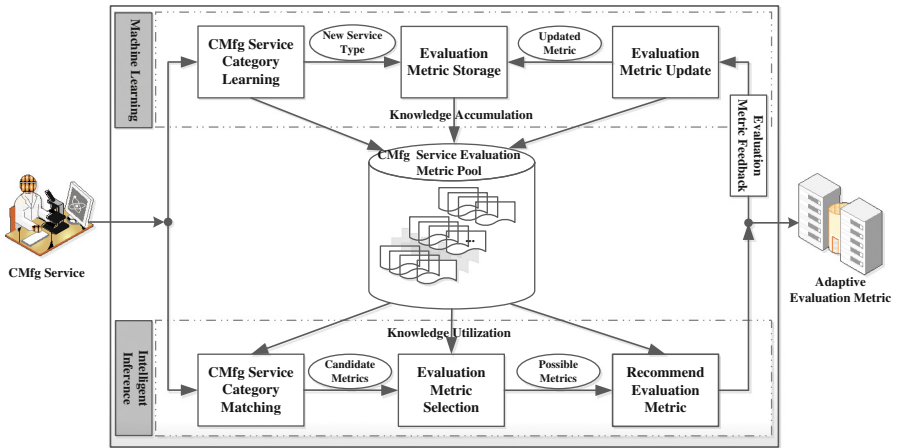 Machine Learning
CMfg Service
Category
Learning
New Service
Type
Evaluation
Metric Storage
Updated
Metric
Evaluation
Metric Update
Knowledge Accumulation
Evaluation
Metric Feedback
CMfg Service Evaluation
Metric Pool
...
CMfg Service
Adaptive
Evaluation Metric
Knowledge Utilization
Intelligent
Inference
CMfg Service
Category
Matching
Candidate
Metrics
Evaluation
Metric
Selection
Possible
Metrics
Recommend
Evaluation
Metric